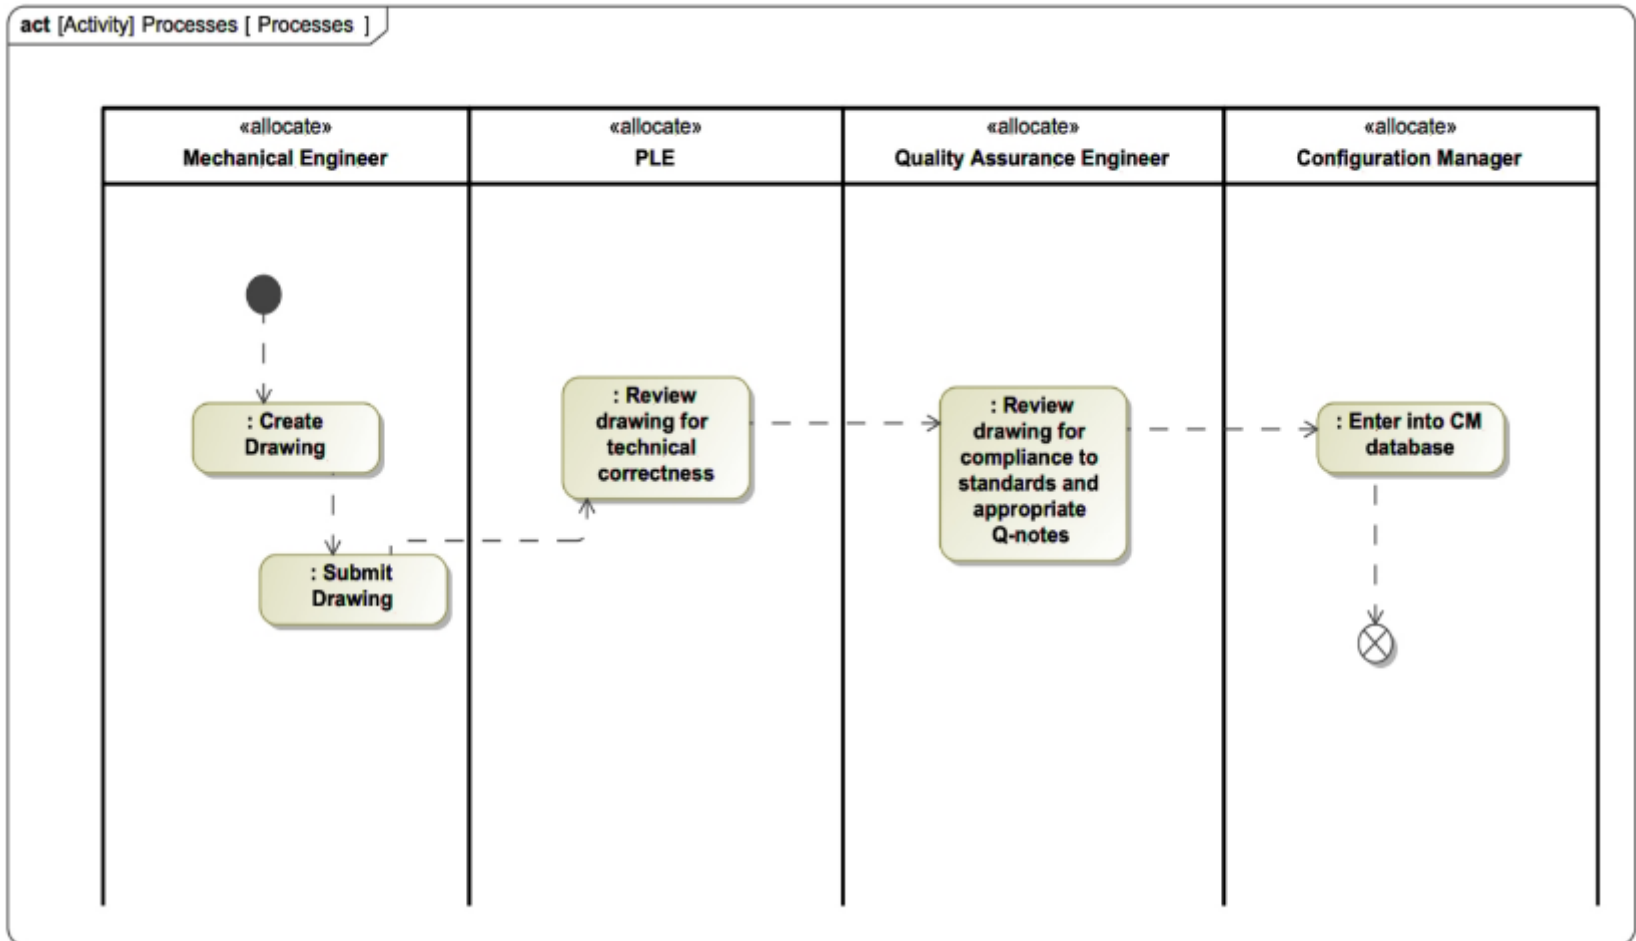 act [Activity] Processes [ Processes ]
«allocate»
Mechanical Engineer
«allocate»
PLE
«allocate»
Quality Assurance Engineer
«allocate»
Configuration Manager
: Create
Drawing
: Submit
Drawing
: Review
drawing for
technical
correctness
: Review
drawing for
compliance to
standards and
appropriate
Q-notes
: Enter into CM
database